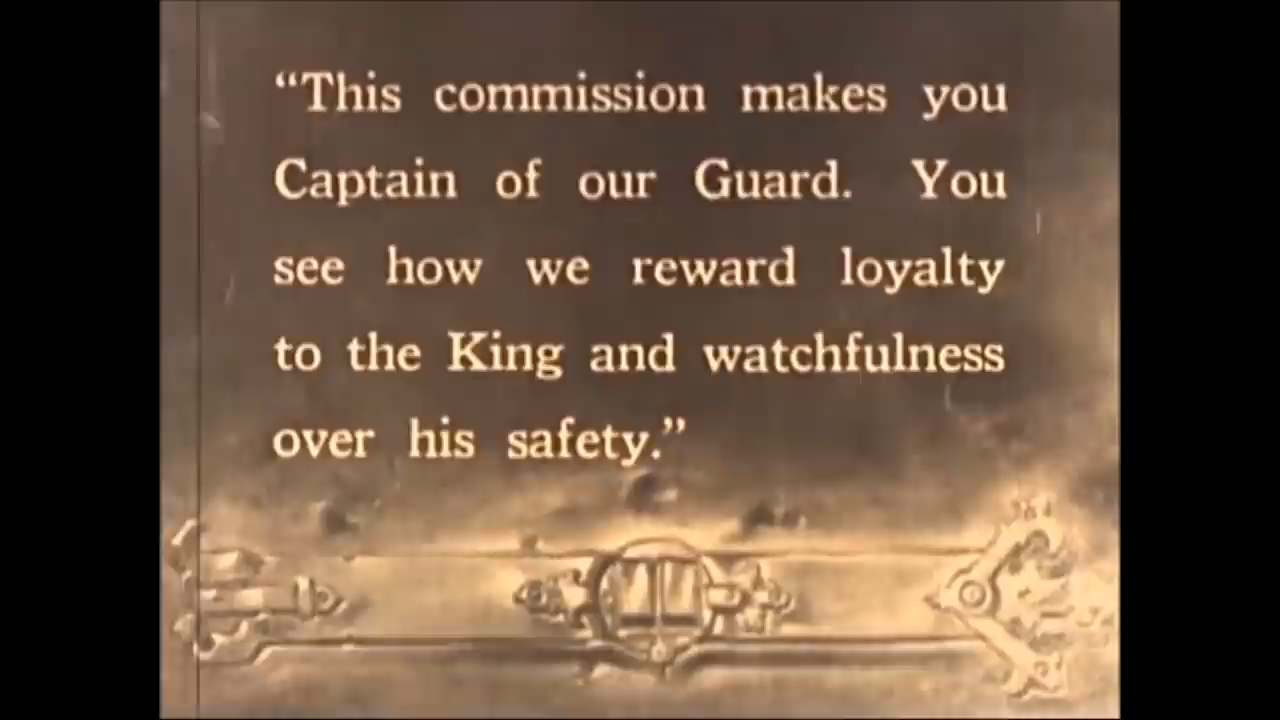 “This commission makes you
Captain of our Guard. You
see how we reward loyalty
to the King and watchfulness
over his safety.”